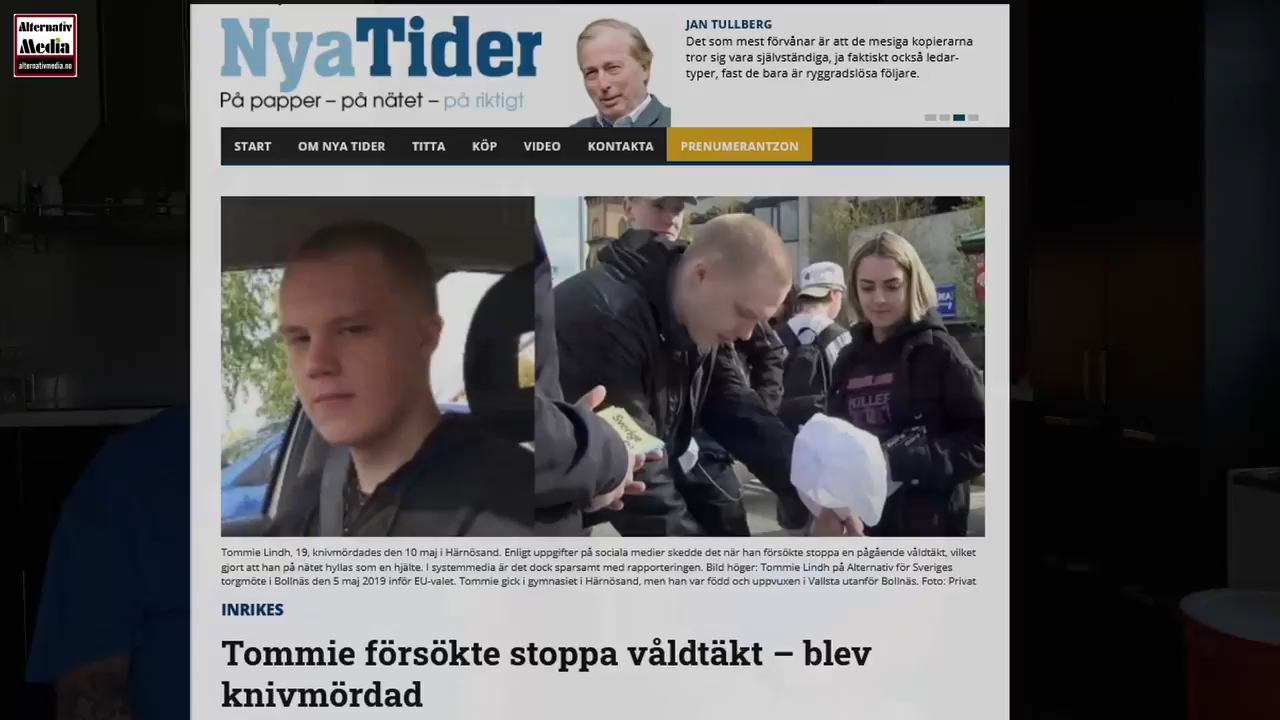 Alternativ
Media
alternativmedia.no
NyaTider
På papper – på nätet – på riktigt
JAN TULLBERG
Det som mest förvånar är att de mesiga kopierarna
tror sig vara självständiga, ja faktiskt också ledar-
typer, fast de bara är ryggradslösa följare.
START OM NYA TIDER TITTA KÖP VIDEO KONTAKTA PRENUMERANTZON
Sverige
KILLER
Tommie Lindh, 19, knivmördades den 10 maj i Härnösand. Enligt uppgifter på sociala medier skedde det när han försökte stoppa en pågående våldtäkt, vilket
gjort att han på nätet hyllas som en hjälte. I systemmedia är det dock sparsamt med rapporteringen. Bild höger: Tommie Lindh på Alternativ för Sveriges
torgmöte i Bollnäs den 5 maj 2019 inför EU-valet. Tommie gick i gymnasiet i Härnösand, men han var född och uppvuxen i Vallsta utanför Bollnäs. Foto: Privat
INRIKES
Tommie försökte stoppa våldtäkt – blev
knivmördad